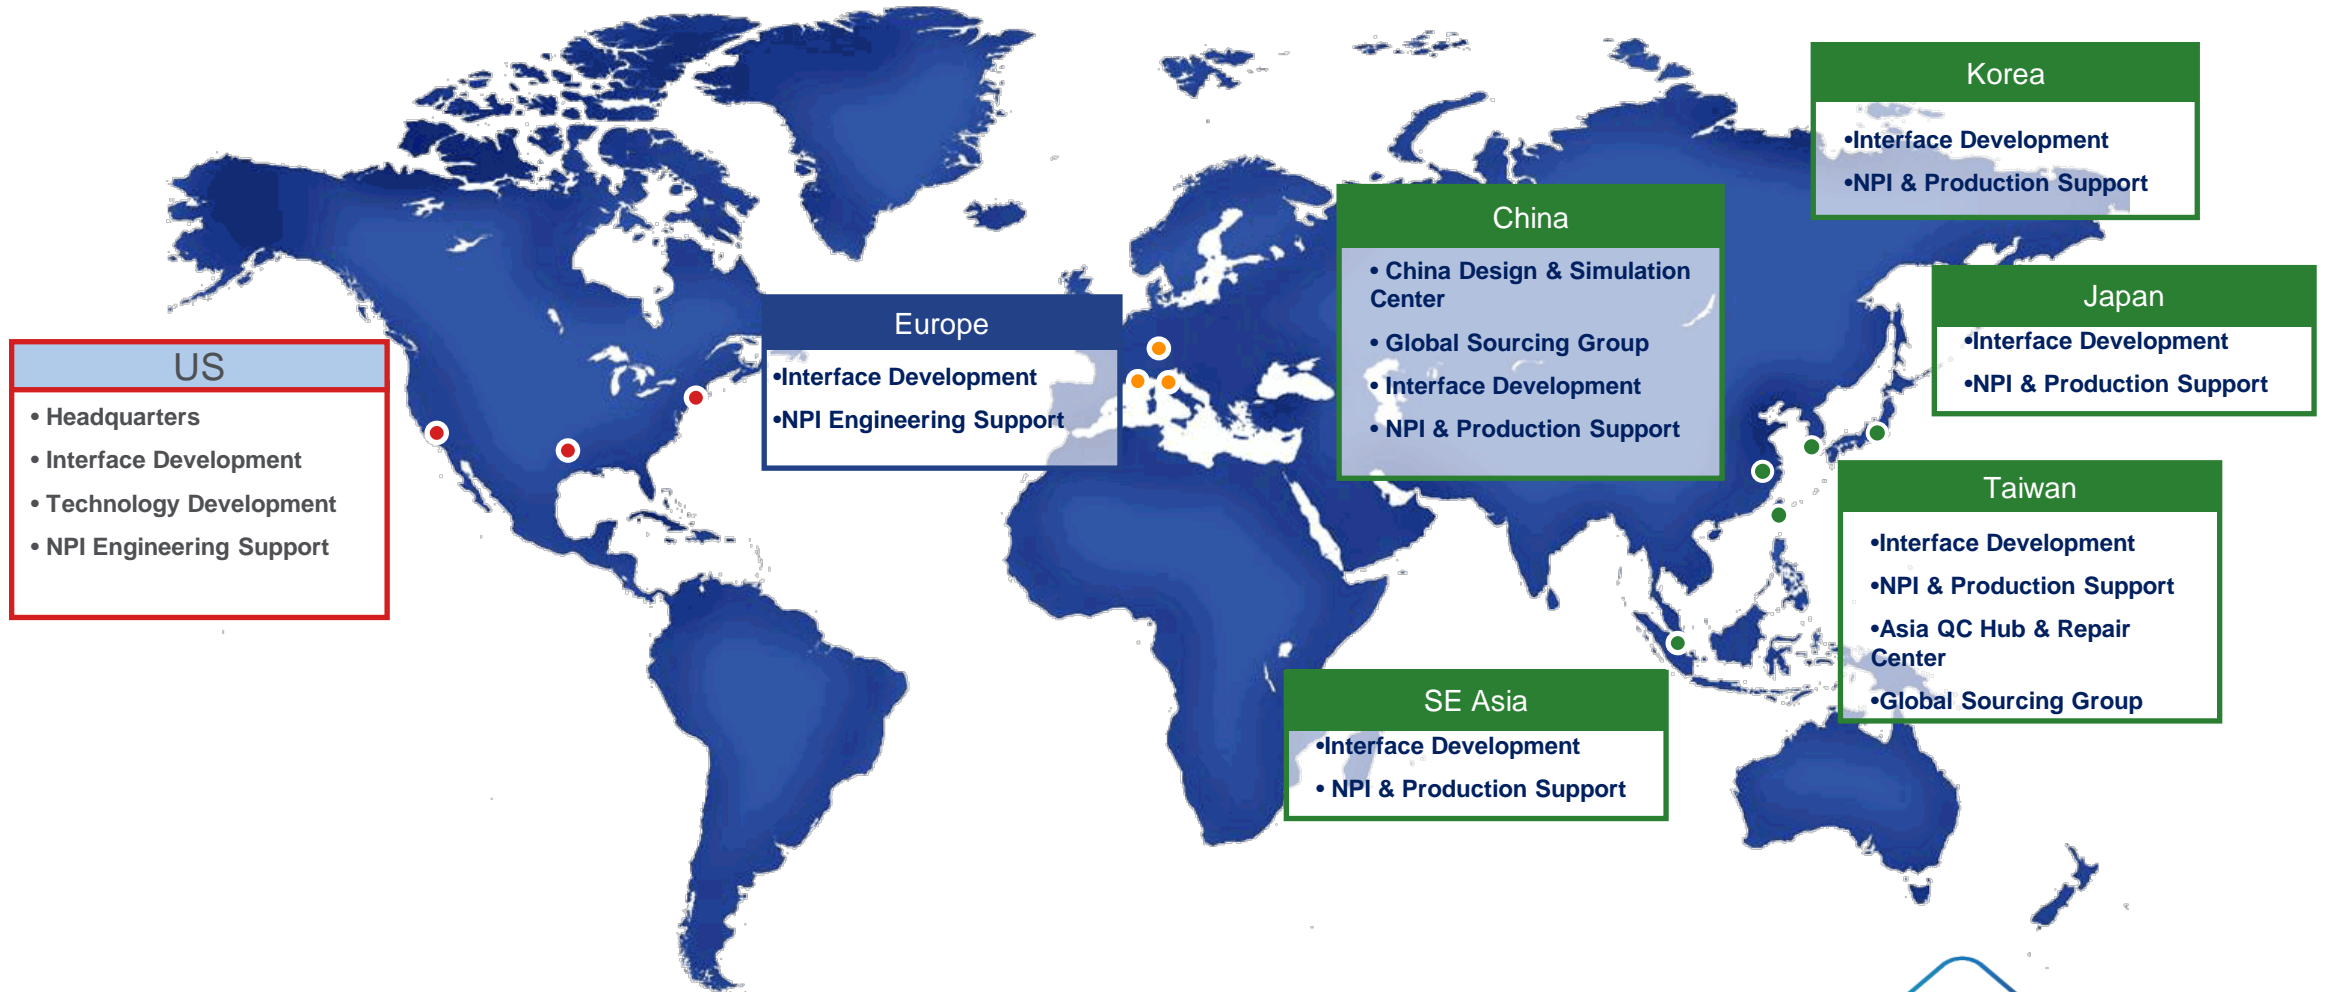 US
• Headquarters
• Interface Development
• Technology Development
• NPI Engineering Support
Europe
•Interface Development
•NPI Engineering Support
China
• China Design & Simulation
Center
• Global Sourcing Group
• Interface Development
• NPI & Production Support
Korea
•Interface Development
•NPI & Production Support
Japan
•Interface Development
•NPI & Production Support
Taiwan
•Interface Development
•NPI & Production Support
•Asia QC Hub & Repair
Center
•Global Sourcing Group
SE Asia
•Interface Development
• NPI & Production Support